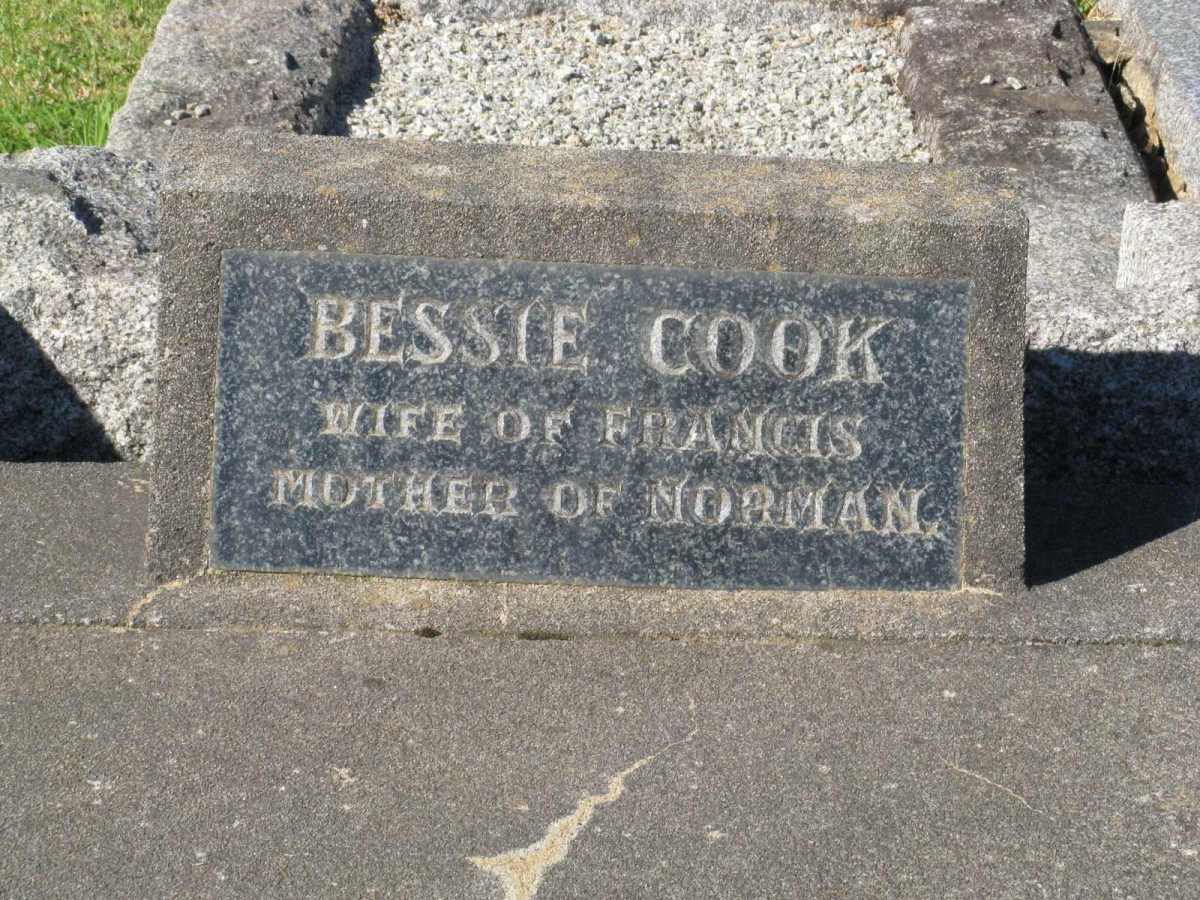 BESSIE COOK
WIFE OF FRANCIS
MOTHER OF NORMAN.